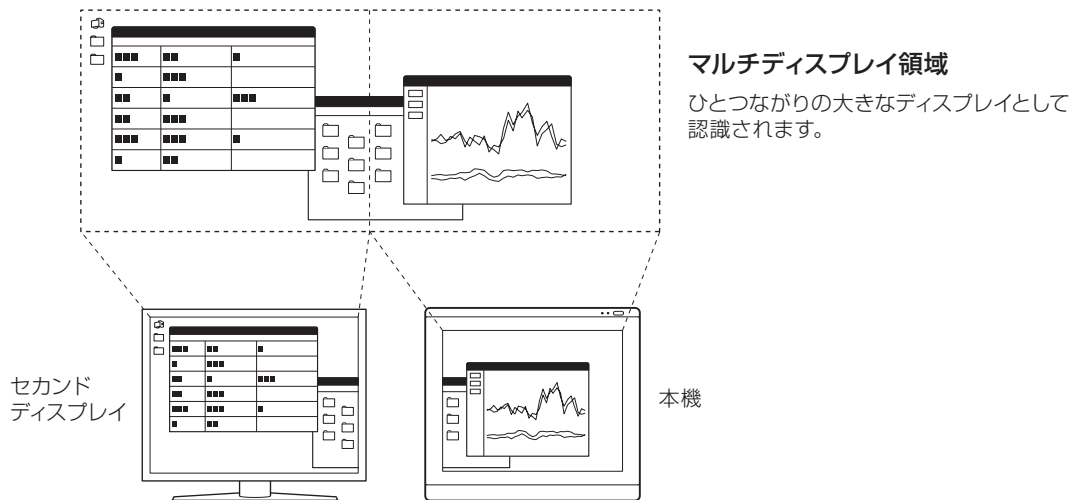 マルチディスプレイ領域
ひとつながりの大きなディスプレイとして
認識されます。
セカンド
ディスプレイ
本機